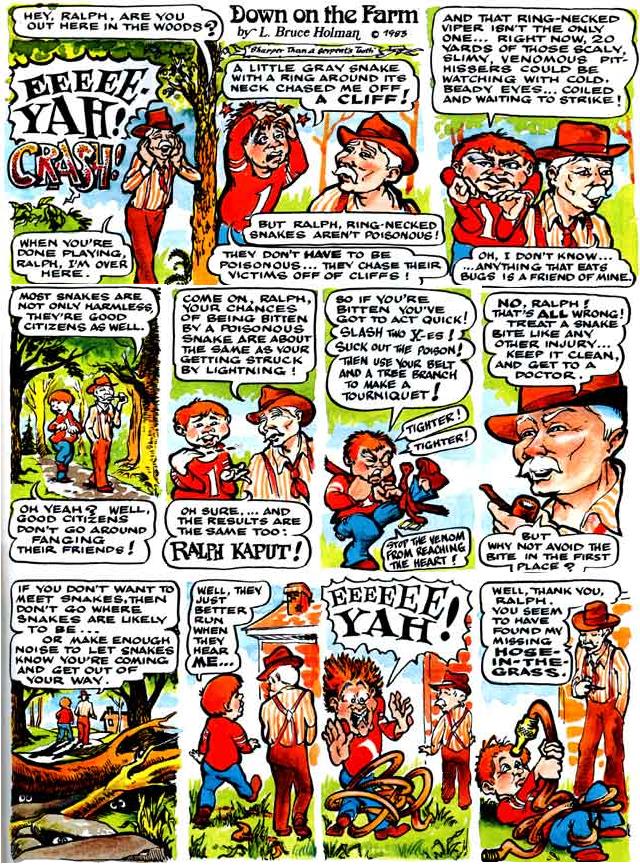 HEY, RALPH, ARE YOU
OUT HERE IN THE WOODS?
Down on the Farm
by L. Bruce Holman © 1983
"Sharper Than a Serpent's Tooth"
EEEEE-
YAH!
CRASH!
WHEN YOU'RE
DONE PLAYING,
RALPH, I'M OVER
HERE.
A LITTLE GRAY SNAKE
WITH A RING AROUND ITS
NECK CHASED ME OFF
A CLIFF!
BUT RALPH, RING-NECKED
SNAKES AREN'T POISONOUS!
THEY DON'T HAVE TO BE
POISONOUS... THEY CHASE THEIR
VICTIMS OFF OF CLIFFS!
AND THAT RING-NECKED
VIPER ISN'T THE ONLY
ONE... RIGHT NOW, 20
YARDS OF THOSE SCALY,
SLIMY, VENOMOUS PIT-
HISSERS COULD BE
WATCHING WITH COLD,
BEADY EYES... COILED
AND WAITING TO STRIKE!
OH, I DON'T KNOW...
...ANYTHING THAT EATS
BUGS IS A FRIEND OF MINE.
MOST SNAKES ARE
NOT ONLY HARMLESS,
THEY'RE GOOD
CITIZENS AS WELL.
OH YEAH? WELL,
GOOD CITIZENS
DON'T GO AROUND
FANGING
THEIR FRIENDS!
COME ON, RALPH,
YOUR CHANCES
OF BEING BITTEN
BY A POISONOUS
SNAKE ARE ABOUT
THE SAME AS YOUR
GETTING STRUCK
BY LIGHTNING!
OH SURE,... AND
THE RESULTS ARE
THE SAME TOO:
RALPH KAPUT!
SO IF YOU'RE
BITTEN YOU'VE
GOT TO ACT QUICK!
SLASH TWO X-ES!
SUCK OUT THE POISON!
THEN USE YOUR BELT
AND A TREE BRANCH
TO MAKE A
TOURNIQUET!
TIGHTER!
TIGHTER!
STOP THE VENOM
FROM REACHING
THE HEART!
NO, RALPH!
THAT'S ALL WRONG!
TREAT A SNAKE
BITE LIKE ANY
OTHER INJURY...
KEEP IT CLEAN,
AND GET TO A
DOCTOR.
BUT
WHY NOT AVOID THE
BITE IN THE FIRST
PLACE?
IF YOU DON'T WANT TO
MEET SNAKES, THEN
DON'T GO WHERE
SNAKES ARE LIKELY
TO BE...
OR MAKE ENOUGH
NOISE TO LET SNAKES
KNOW YOU'RE COMING
AND GET OUT OF
YOUR WAY.
WELL, THEY
JUST
BETTER
RUN
WHEN
THEY
HEAR
ME...
EEEEEE
YAH!
WELL, THANK YOU,
RALPH,
YOU SEEM
TO HAVE
FOUND MY
MISSING
HOSE-
IN-THE-
GRASS.